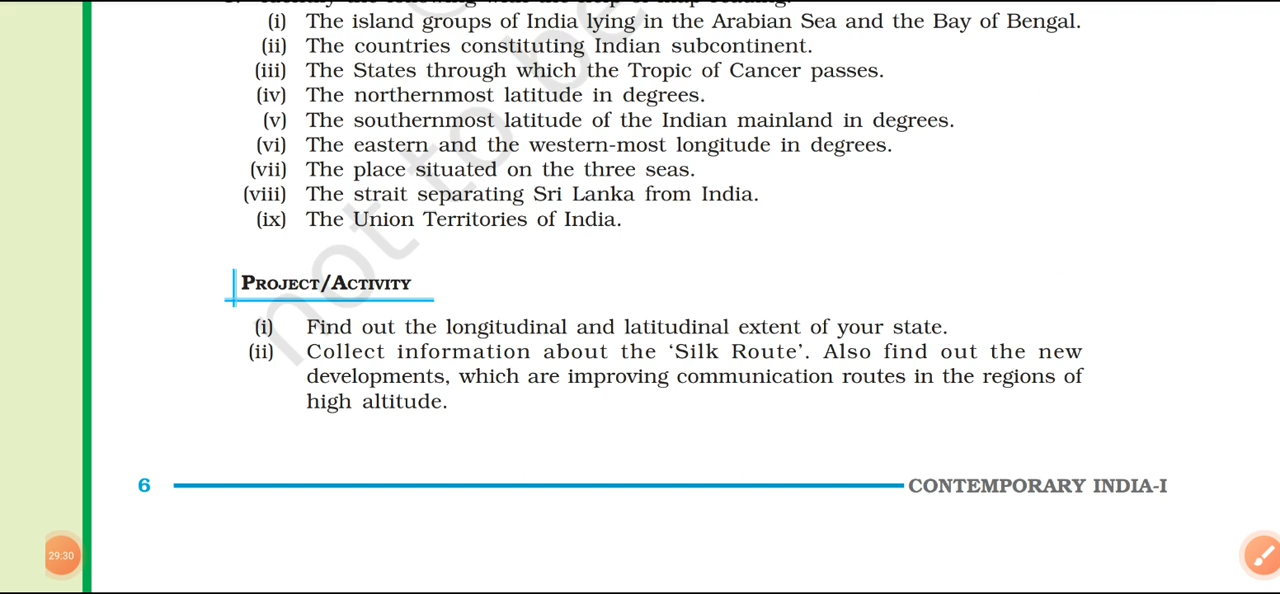 (i) The island groups of India lying in the Arabian Sea and the Bay of Bengal.
(ii) The countries constituting Indian subcontinent.
(iii) The States through which the Tropic of Cancer passes.
(iv) The northernmost latitude in degrees.
(v) The southernmost latitude of the Indian mainland in degrees.
(vi) The eastern and the western-most longitude in degrees.
(vii) The place situated on the three seas.
(viii) The strait separating Sri Lanka from India.
(ix) The Union Territories of India.
not to be
PROJECT/ACTIVITY
(i) Find out the longitudinal and latitudinal extent of your state.
(ii) Collect information about the ‘Silk Route’. Also find out the new
developments, which are improving communication routes in the regions of
high altitude.
6 CONTEMPORARY INDIA-I
29:30